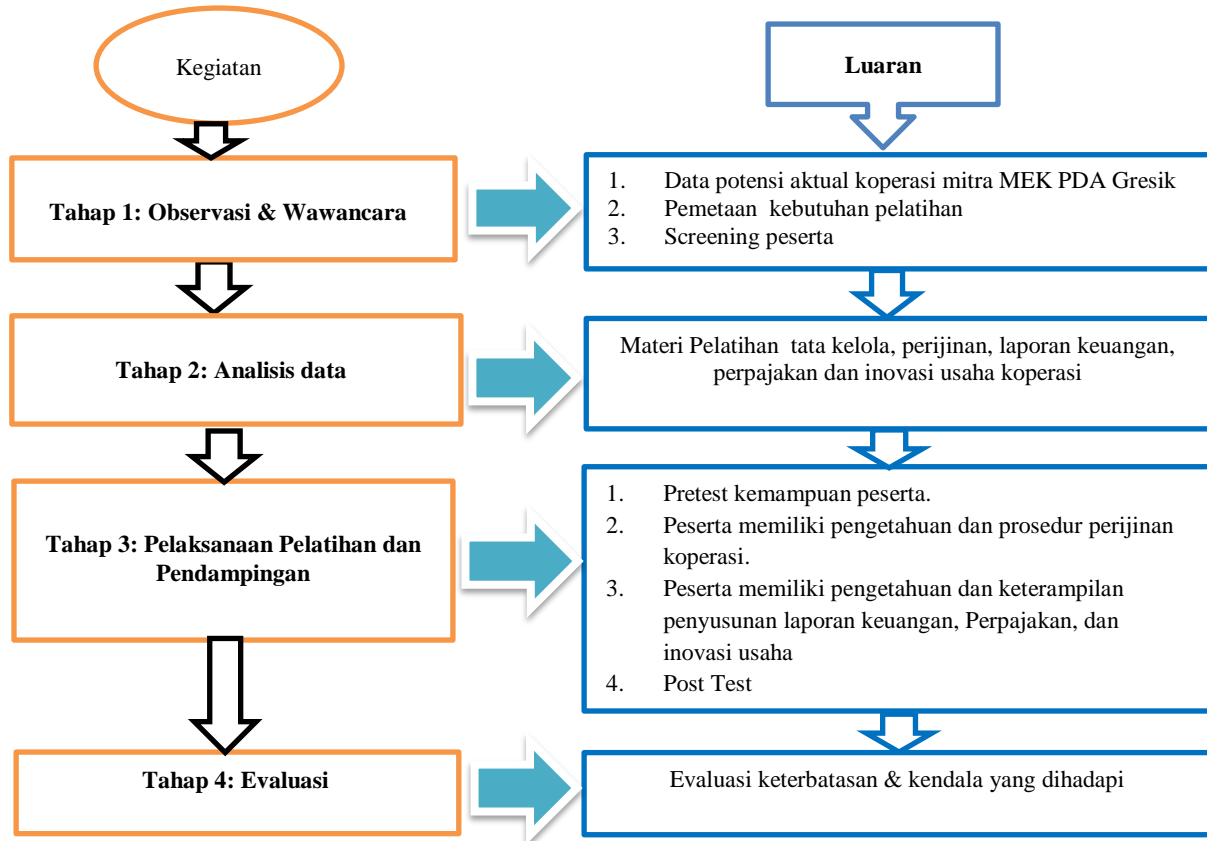 Kegiatan
Luaran
Tahap 1: Observasi & Wawancara
1. Data potensi aktual koperasi mitra MEK PDA Gresik
2. Pemetaan kebutuhan pelatihan
3. Screening peserta
Tahap 2: Analisis data
Materi Pelatihan tata kelola, perijinan, laporan keuangan,
perpajakan dan inovasi usaha koperasi
Tahap 3: Pelaksanaan Pelatihan dan
Pendampingan
1. Pretest kemampuan peserta.
2. Peserta memiliki pengetahuan dan prosedur perijinan
koperasi.
3. Peserta memiliki pengetahuan dan keterampilan
penyusunan laporan keuangan, Perpajakan, dan
inovasi usaha
4. Post Test
Tahap 4: Evaluasi
Evaluasi keterbatasan & kendala yang dihadapi